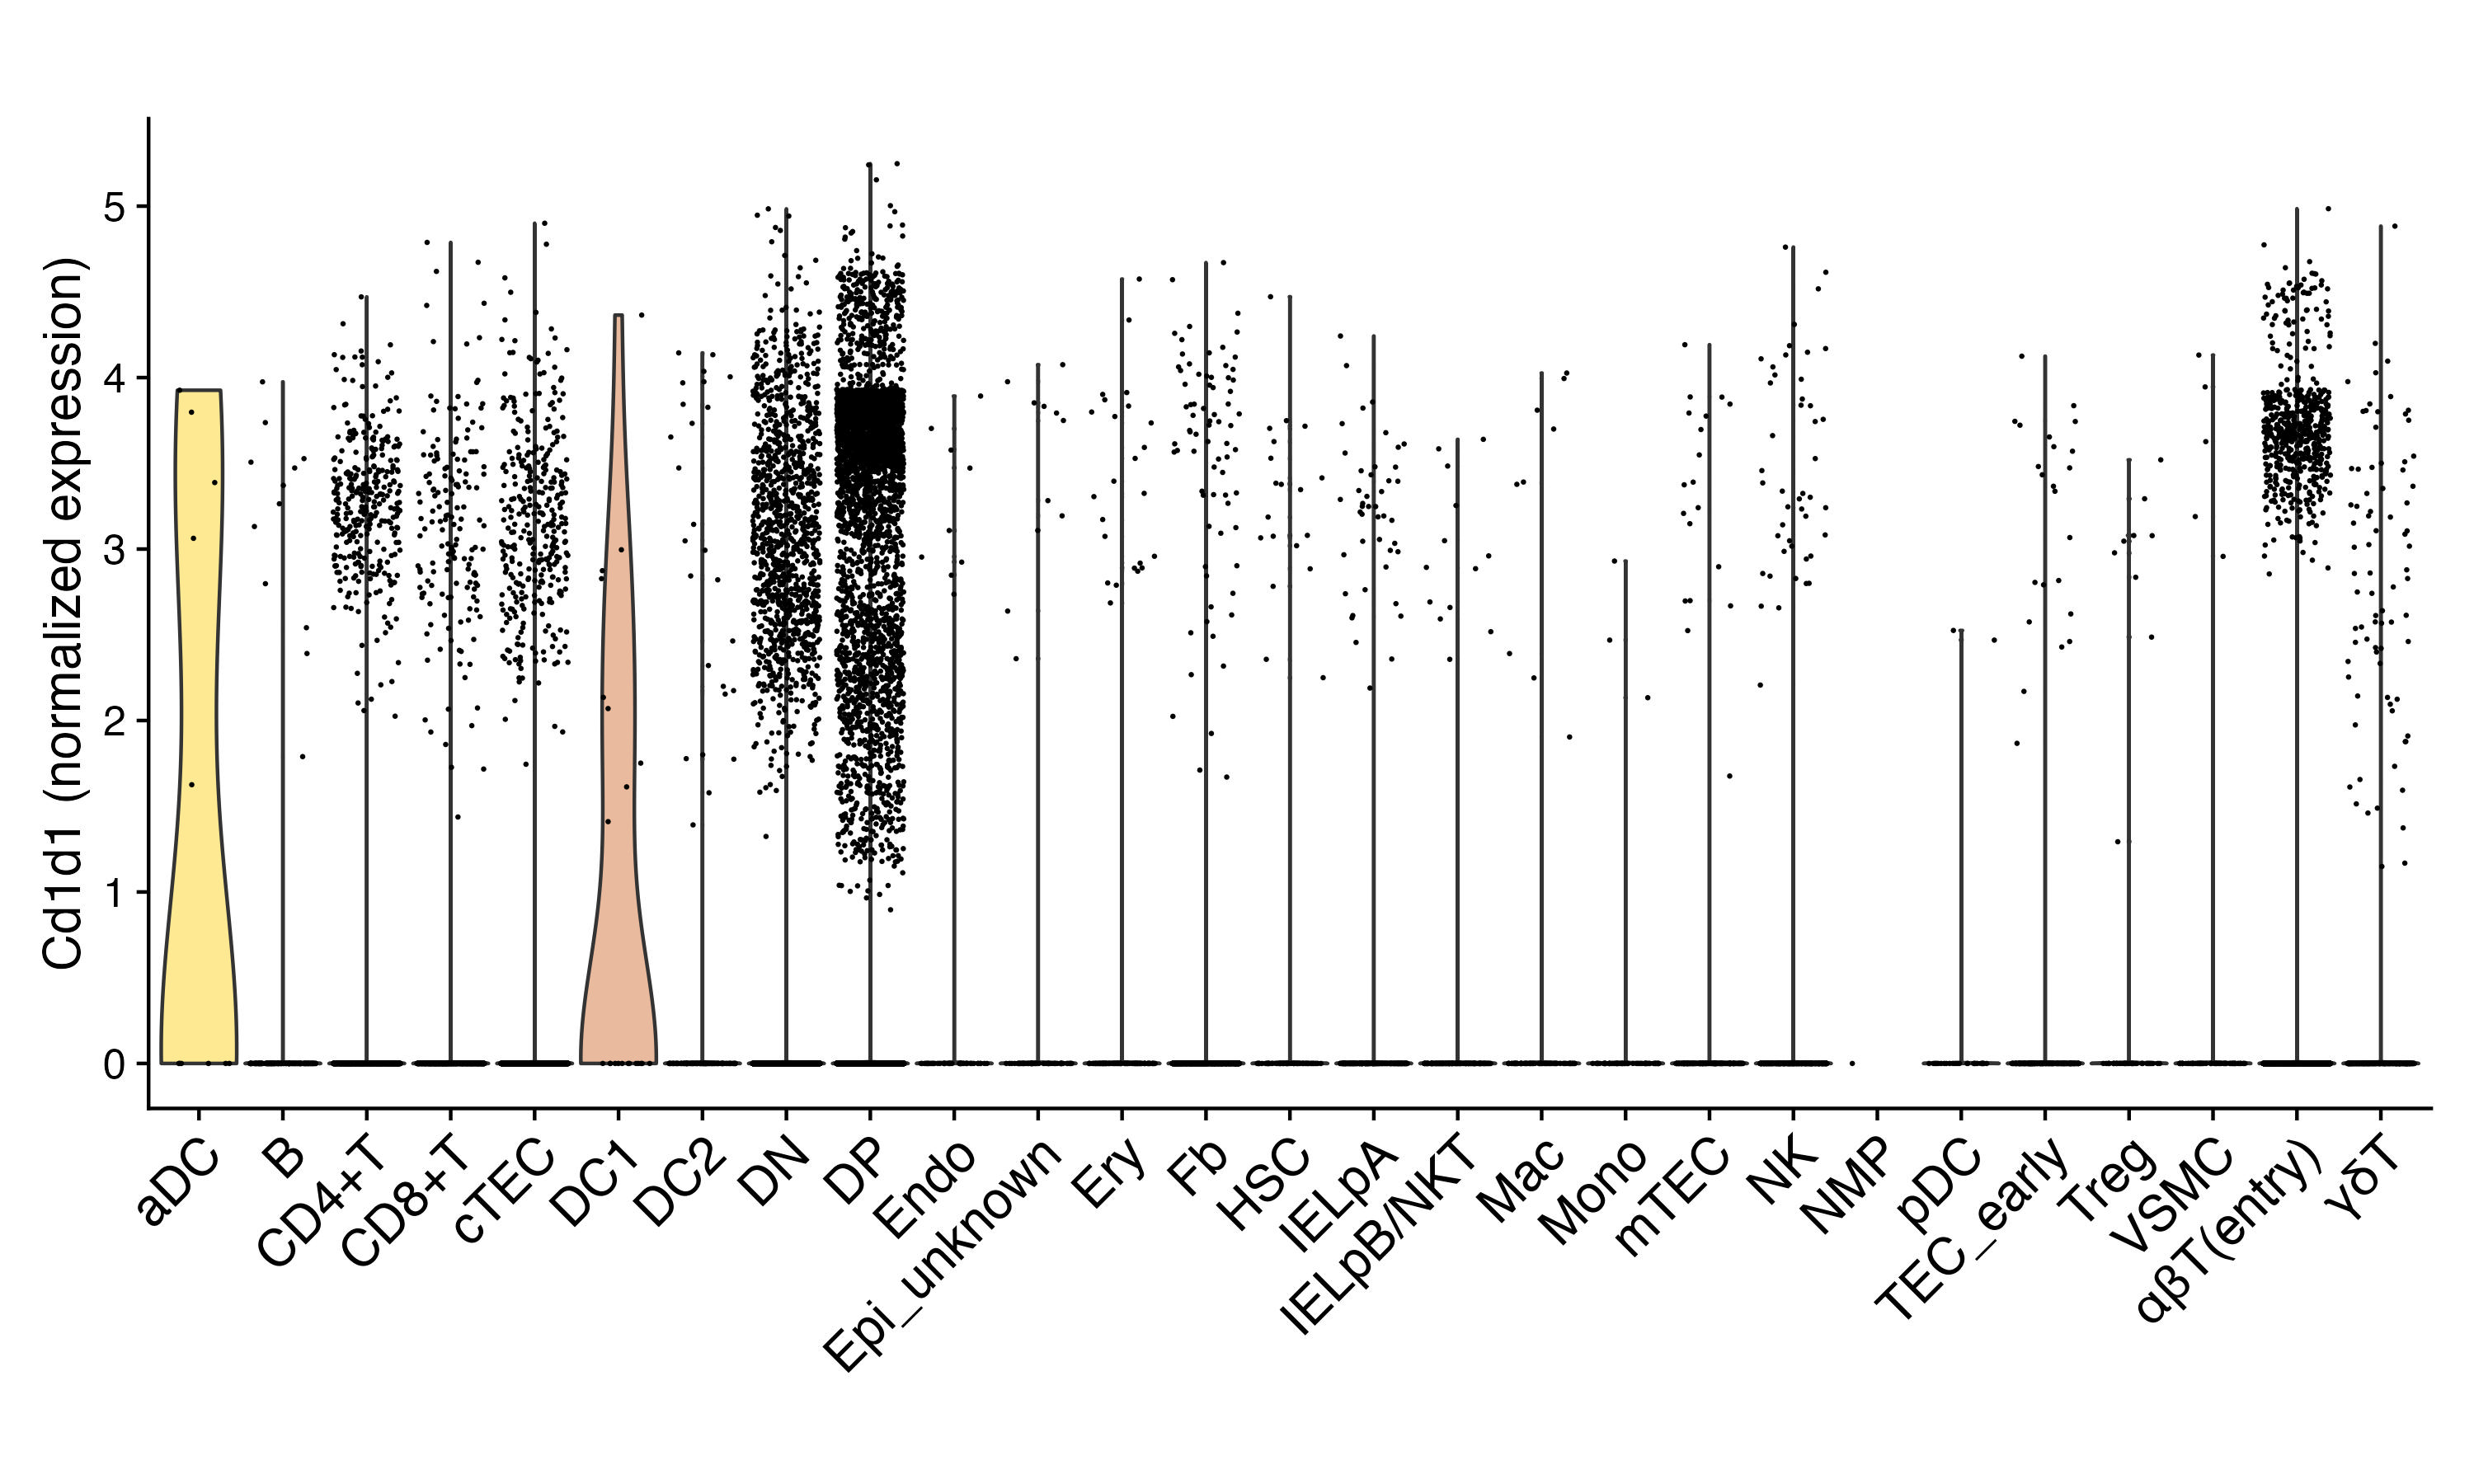 Cd1d1 (normalized expression)
5
4
3
2
1
0
aDC
B
CD4+T
CD8+T
cTEC
DC1
DC2
DN
DP
Endo
Epi_unknown
Ery
Fb
HSC
IELpA
IELpB/NKT
Mac
Mono
mTEC
NK
NMP
pDC
TEC_early
Treg
VSMC
αβT(entry)
γδT